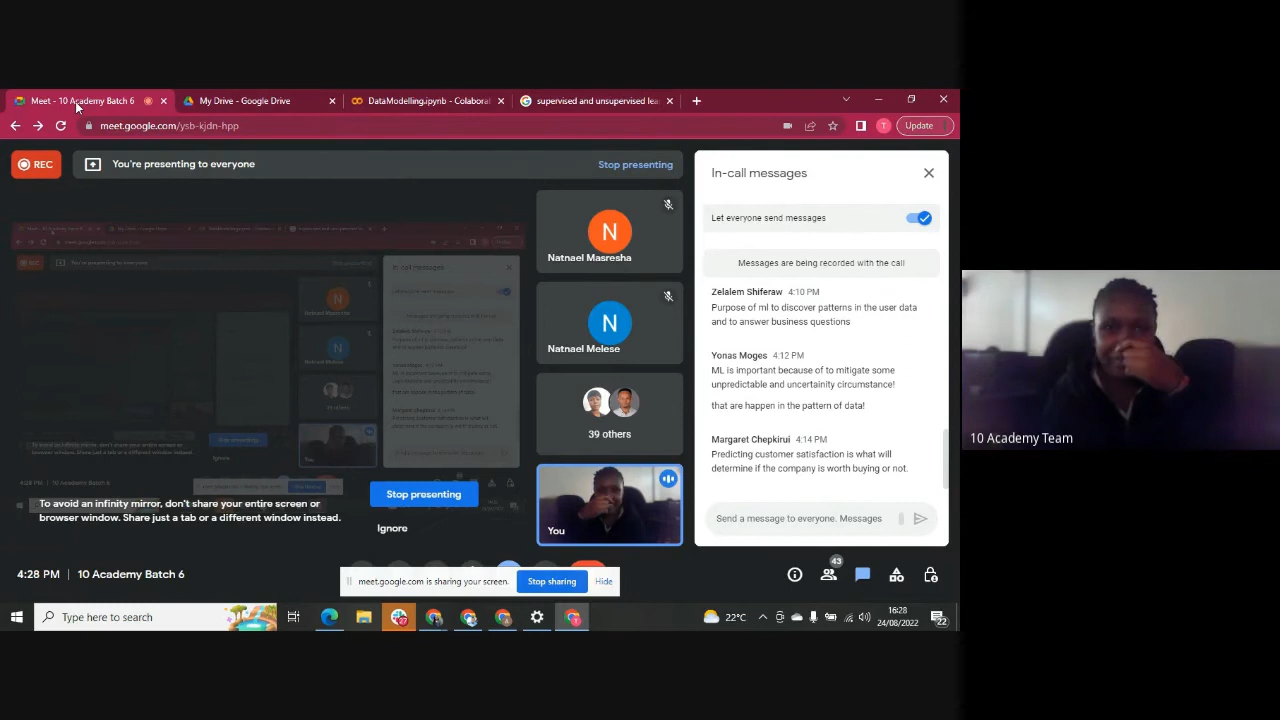 Meet - 10 Academy Batch 6
My Drive - Google Drive
DataModelling.ipynb - Colaborat
supervised and unsupervised lea
meet.google.com/ysb-kjdn-hpp
T
Update
REC
You're presenting to everyone
Stop presenting
In-call messages
Let everyone send messages
Messages are being recorded with the call
Zelalem Shiferaw 4:10 PM
Purpose of ml to discover patterns in the user data
and to answer business questions
Yonas Moges 4:12 PM
ML is important because of to mitigate some
unpredictable and uncertainity circumstance!
that are happen in the pattern of data!
Margaret Chepkirui 4:14 PM
Predicting customer satisfaction is what will
determine if the company is worth buying or not.
Send a message to everyone. Messages
N
Natnael Masresha
N
Natnael Melese
39 others
You
To avoid an infinity mirror, don't share your entire screen or
browser window. Share just a tab or a different window instead.
Stop presenting
Ignore
4:28 PM | 10 Academy Batch 6
43
meet.google.com is sharing your screen.
Stop sharing
Hide
Type here to search
27
22°C
16:28
24/08/2022
22
10 Academy Team